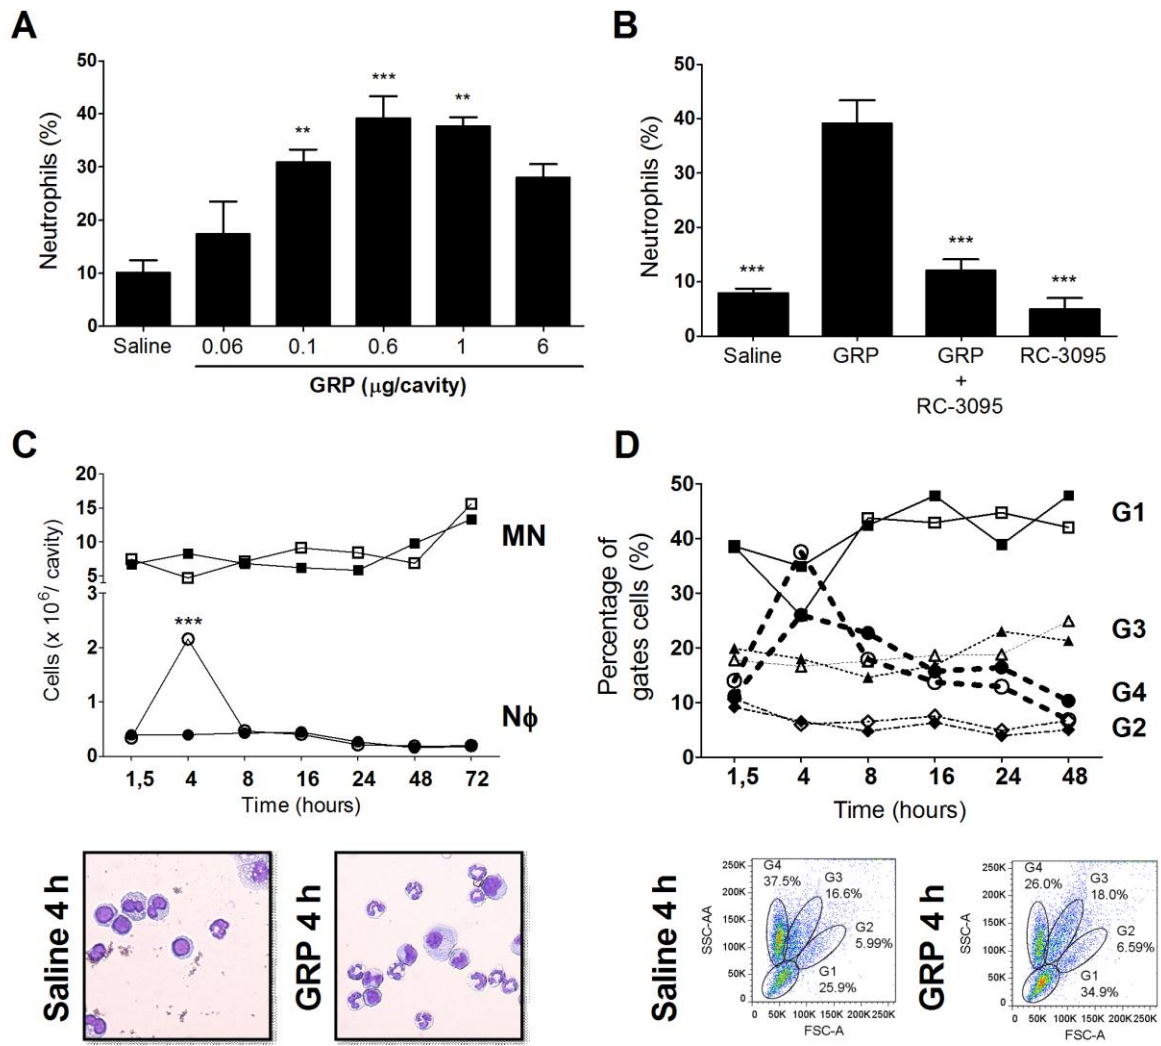 A
50
40
30
20
10
0
Neutrophils (%)
**
***
**
Saline 0.06 0.1 0.6 1 6
GRP (μg/cavity)
B
50
40
30
20
10
0
Neutrophils (%)
***
***
***
Saline GRP GRP + RC-3095 RC-3095
C
20
15
10
5
3
2
1
0
Cells (x 10⁶/ cavity)
MN
***
Nϕ
1,5 4 8 16 24 48 72
Time (hours)
D
50
40
30
20
10
0
Percentage of
gates cells (%)
G1
G3
G4
G2
1,5 4 8 16 24 48
Time (hours)
Saline 4 h
GRP 4 h
Saline 4 h
250K
200K
150K
100K
50K
0
SSC-AA
G4
37.5%
G3
16.6%
G2
5.99%
G1
25.9%
0 50K 100K 150K 200K 250K
FSC-A
GRP 4 h
250K
200K
150K
100K
50K
0
SSC-A
G4
26.0%
G3
18.0%
G2
6.59%
G1
34.9%
0 50K 100K 150K 200K 250K
FSC-A